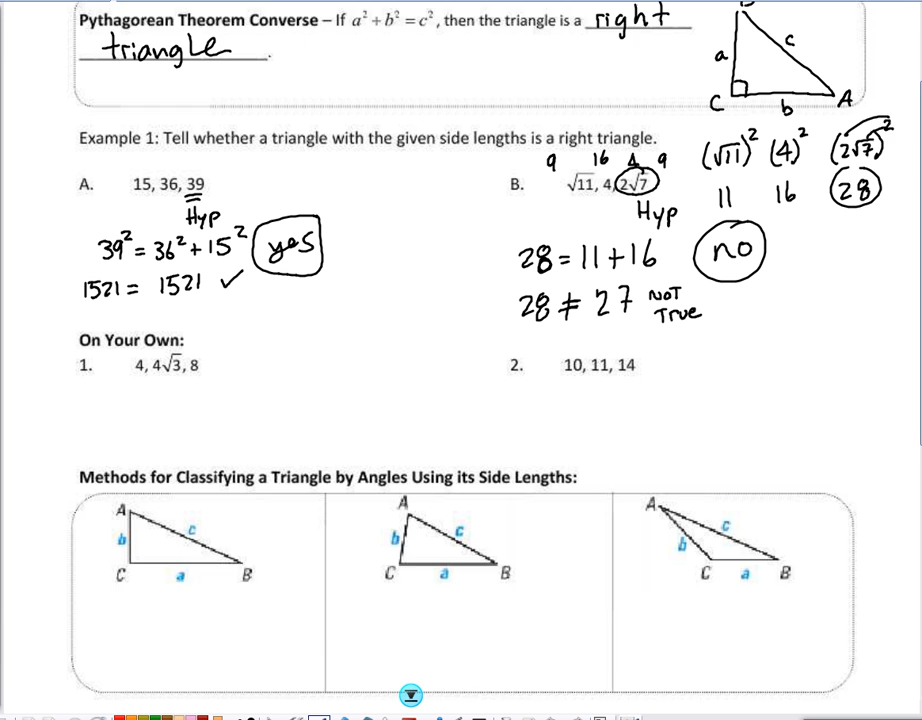 Pythagorean Theorem Converse – If a² + b² = c², then the triangle is a right
triangle.
a c
C b A
Example 1: Tell whether a triangle with the given side lengths is a right triangle.
(√11)² (4)² (2√7)²
9 16 4 9
A. 15, 36, 39 B. √11, 4, 2√7
11 16 28
Hyp Hyp
39² = 36² + 15² yes 28 = 11 + 16 no
1521 = 1521 ✓ 28 ≠ 27 NOT True
On Your Own:
1. 4, 4√3, 8 2. 10, 11, 14
Methods for Classifying a Triangle by Angles Using its Side Lengths:
A A A
b c b c b c
C a B C a B C a B